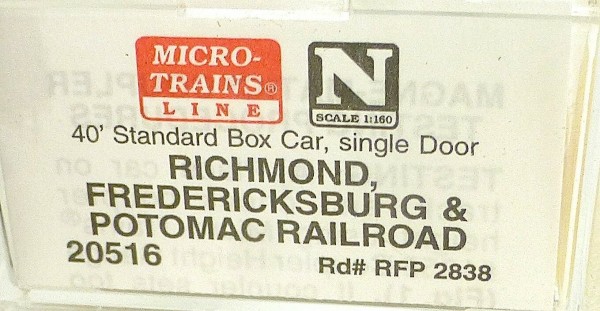 MICRO-
TRAINS®
LINE
N
SCALE 1:160
40' Standard Box Car, single Door
RICHMOND,
FREDERICKSBURG &
POTOMAC RAILROAD
20516 Rd# RFP 2838